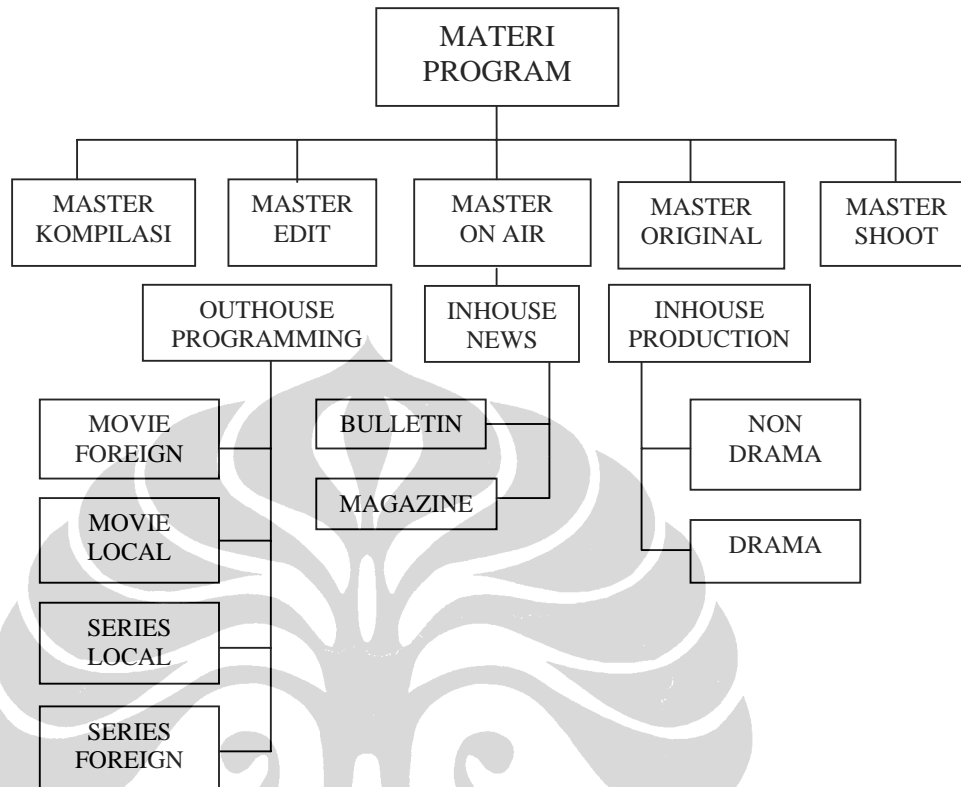 MATERI
PROGRAM
MASTER
KOMPILASI
MASTER
EDIT
MASTER
ON AIR
MASTER
ORIGINAL
MASTER
SHOOT
OUTHOUSE
PROGRAMMING
INHOUSE
NEWS
INHOUSE
PRODUCTION
MOVIE
FOREIGN
MOVIE
LOCAL
SERIES
LOCAL
SERIES
FOREIGN
BULLETIN
MAGAZINE
NON
DRAMA
DRAMA